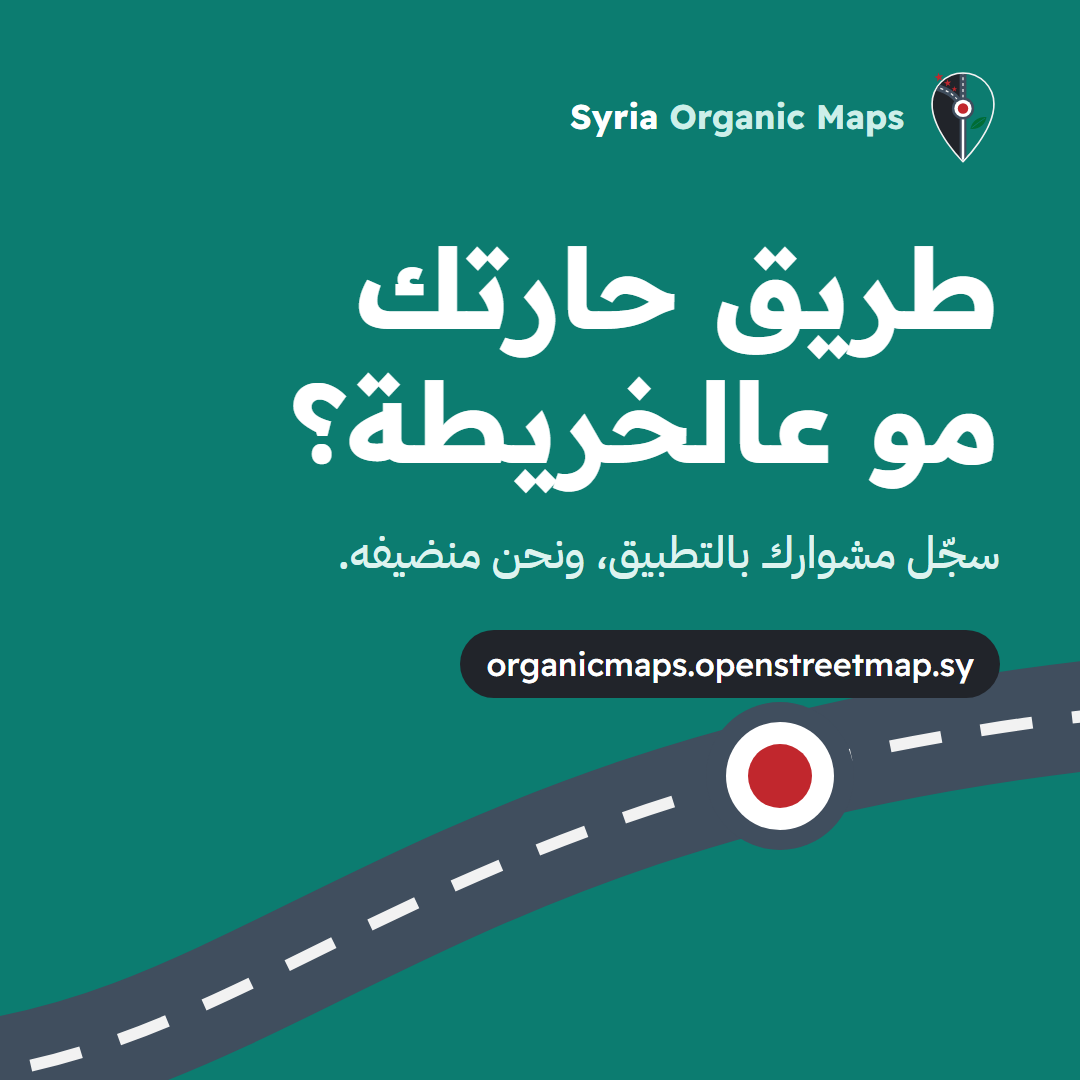 Syria Organic Maps
طريق حارتك
مو عالخريطة؟
سجّل مشوارك بالتطبيق، ونحن منضيفه.
organicmaps.openstreetmap.sy